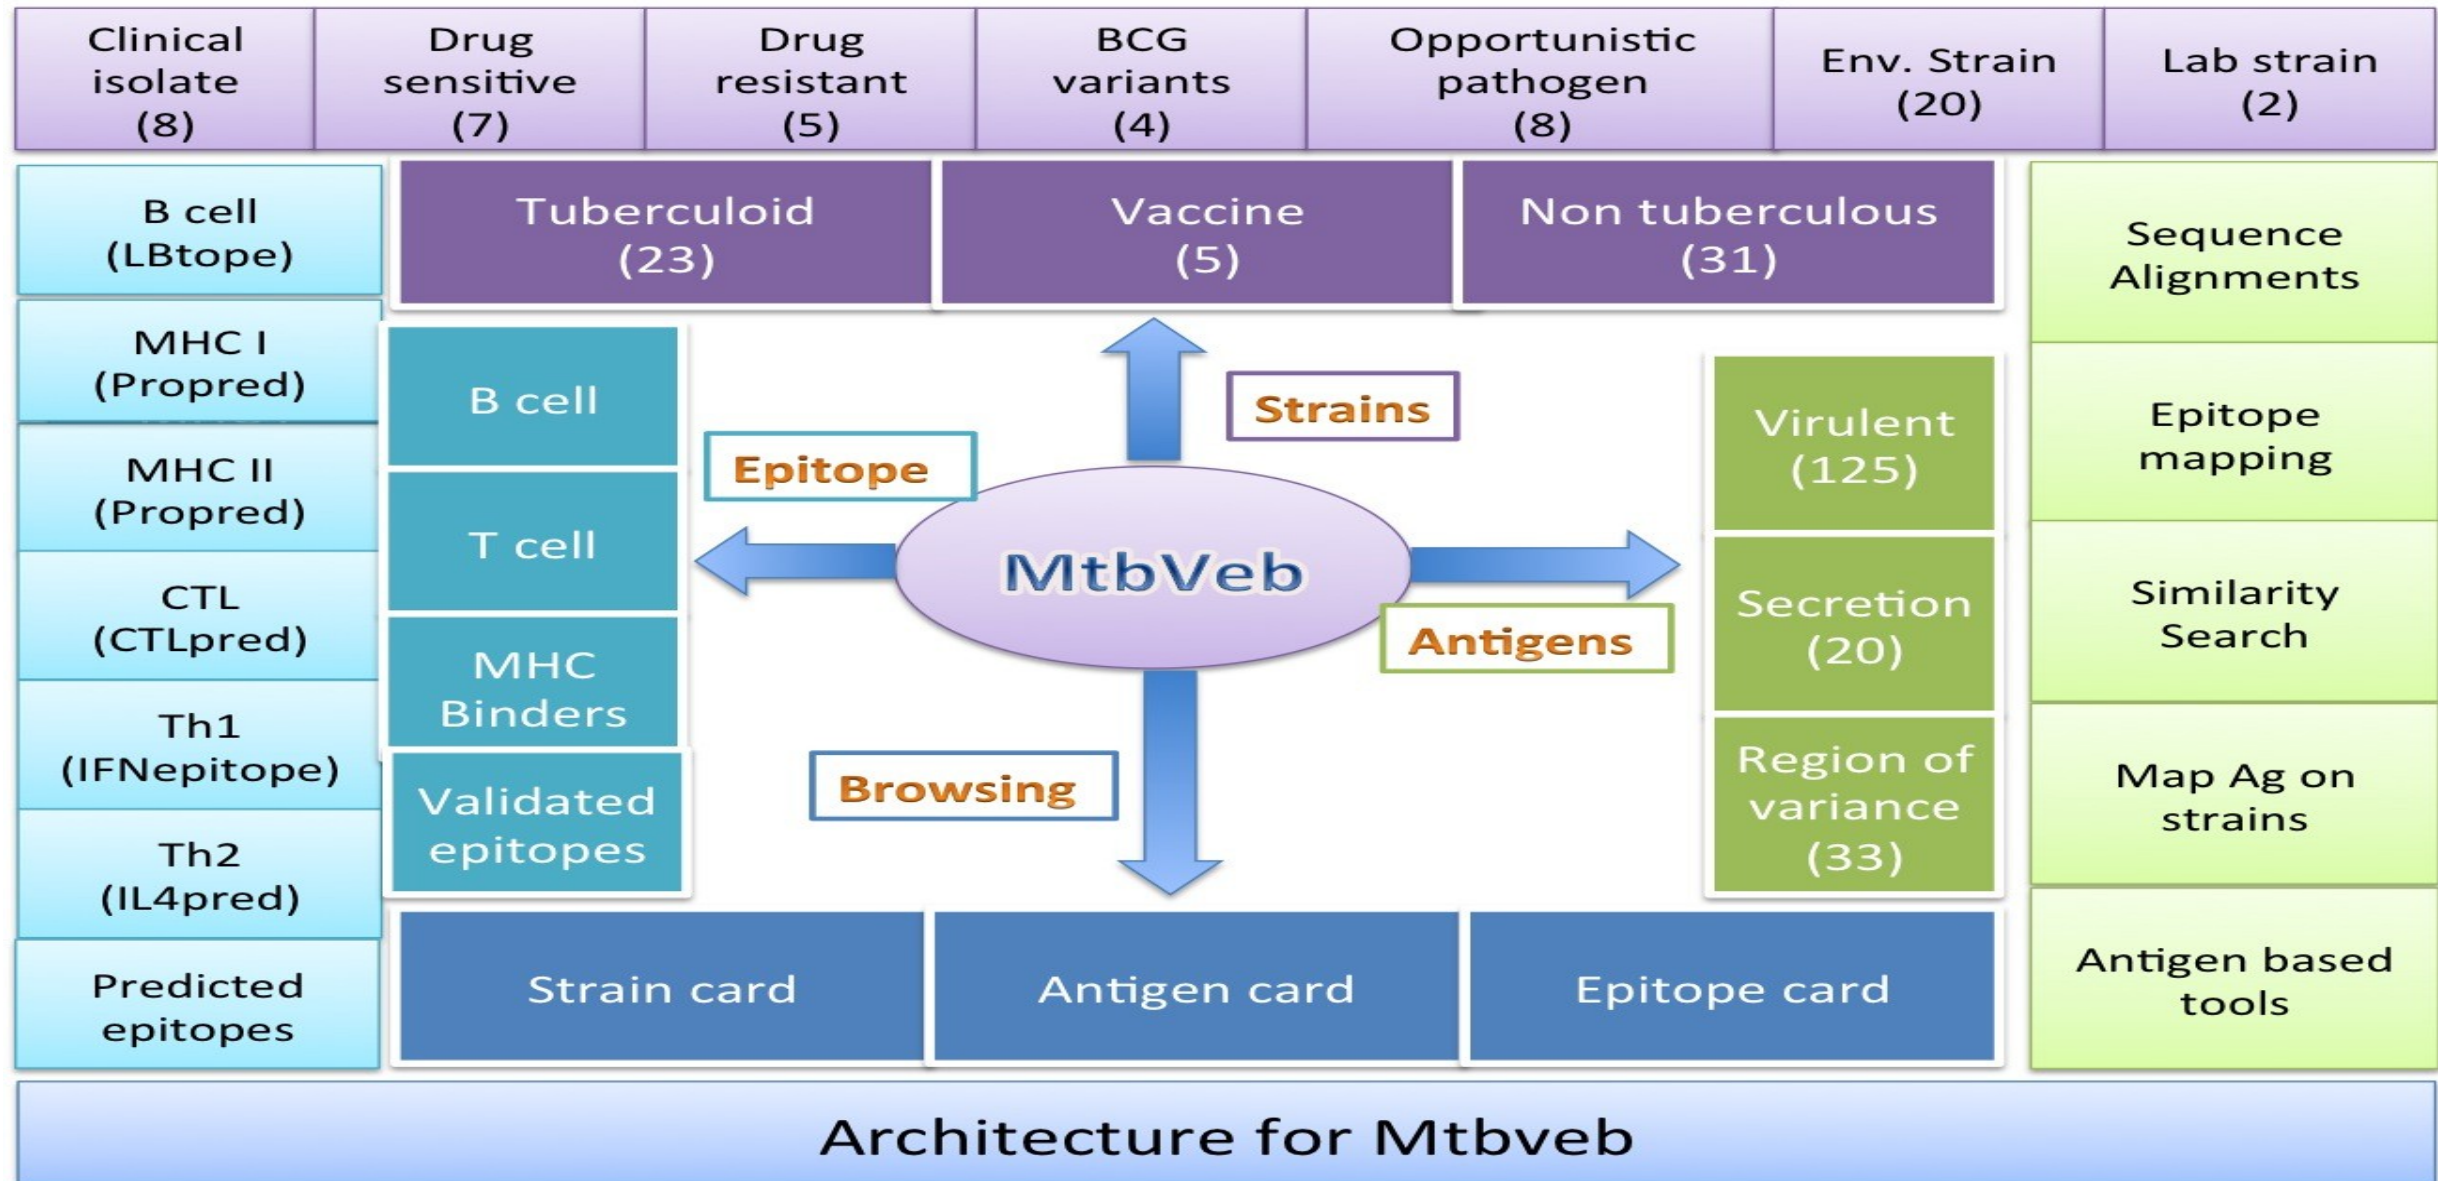 Clinical
isolate
(8)
Drug
sensitive
(7)
Drug
resistant
(5)
BCG
variants
(4)
Opportunistic
pathogen
(8)
Env. Strain
(20)
Lab strain
(2)
B cell
(LBtope)
MHC I
(Propred)
MHC II
(Propred)
CTL
(CTLpred)
Th1
(IFNepitope)
Th2
(IL4pred)
Predicted
epitopes
Tuberculoid
(23)
Vaccine
(5)
Non tuberculous
(31)
B cell
T cell
MHC
Binders
Validated
epitopes
Epitope
Strains
MtbVeb
Antigens
Browsing
Virulent
(125)
Secretion
(20)
Region of
variance
(33)
Sequence
Alignments
Epitope
mapping
Similarity
Search
Map Ag on
strains
Antigen based
tools
Strain card
Antigen card
Epitope card
Architecture for Mtbveb